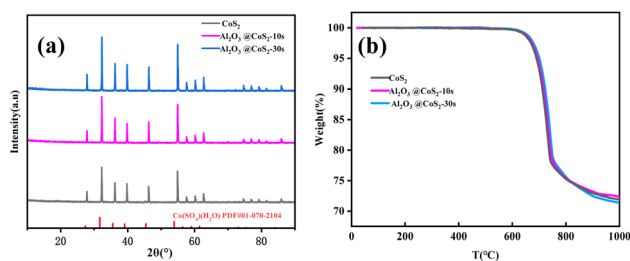 (a)
CoS2
Al2O3 @CoS2-10s
Al2O3 @CoS2-30s
Intensity(a.u)
Co(SO4)(H2O) PDF#01-070-2104
20
40
60
80
2θ(°)
(b)
CoS2
Al2O3 @CoS2-10s
Al2O3 @CoS2-30s
Weight(%)
100
95
90
85
80
75
70
0
200
400
600
800
1000
T(℃)